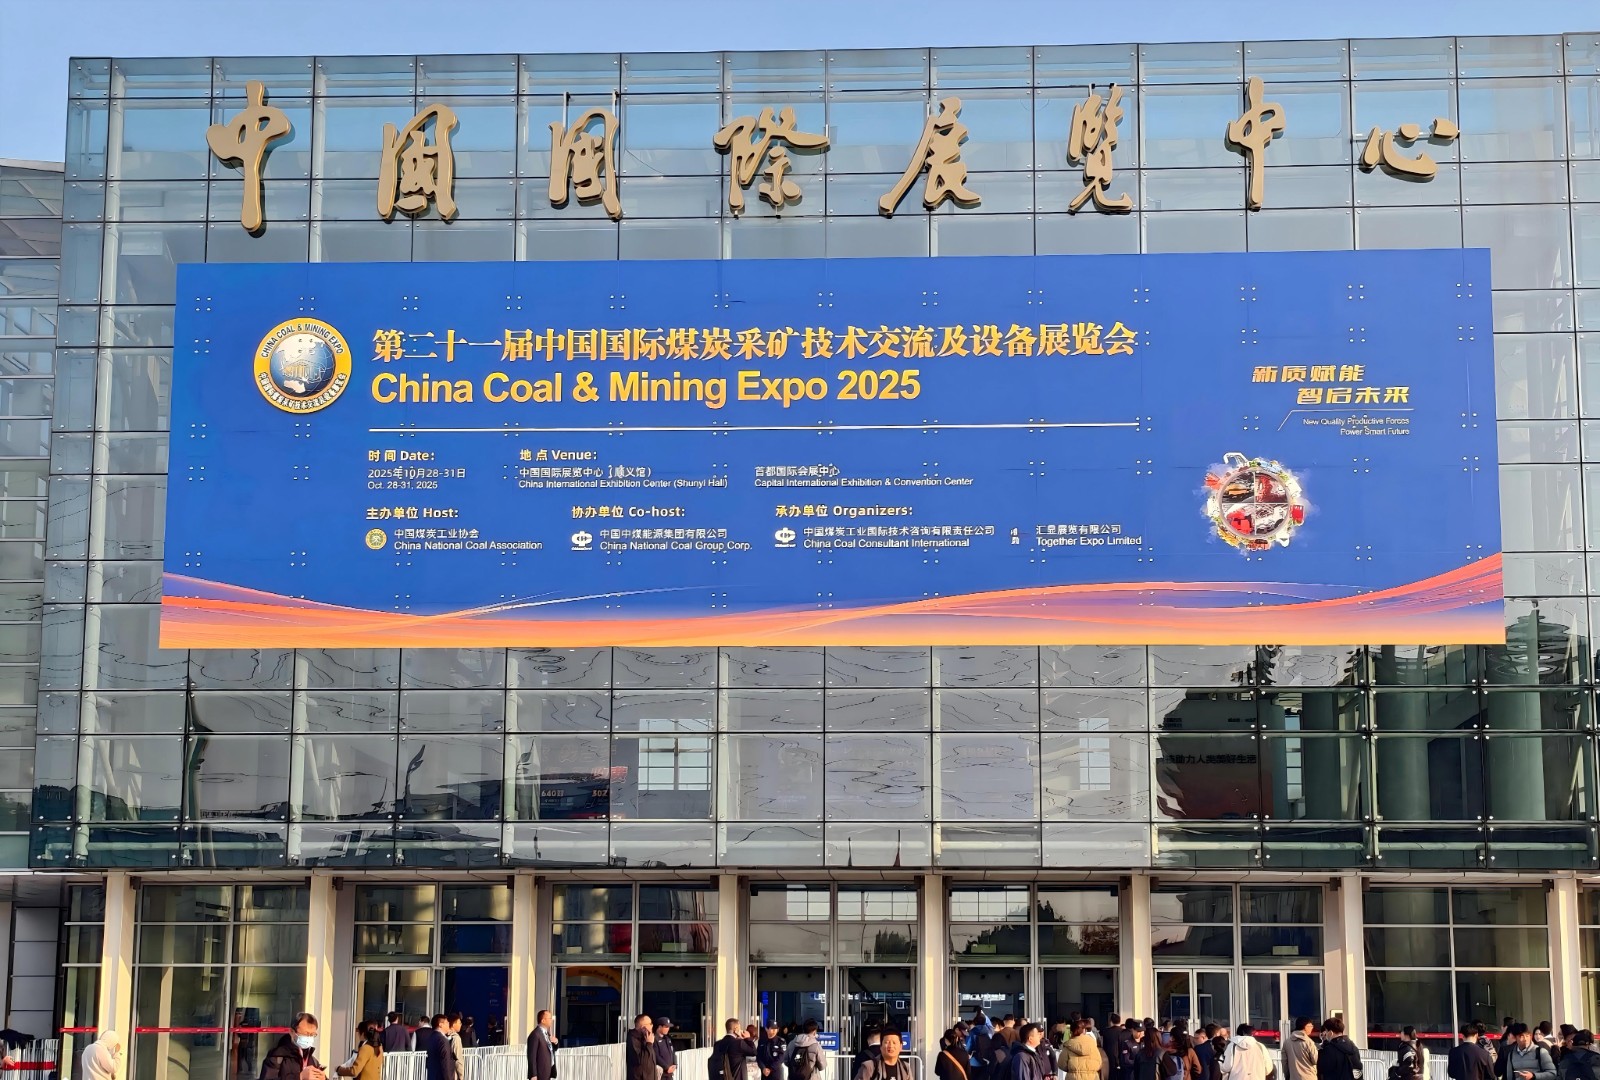 中国国际展览中心
CHINA COAL & MINING EXPO
第二十一届中国国际煤炭采矿技术交流及设备展览会
China Coal & Mining Expo 2025
新质赋能
智启未来
New Quality Productive Forces
Power Smart Future
时 间 Date:
2025年10月28-31日
Oct. 28-31, 2025
地 点 Venue:
中国国际展览中心（顺义馆）
China International Exhibition Center (Shunyi Hall)
首都国际会展中心
Capital International Exhibition & Convention Center
主办单位 Host:
中国煤炭工业协会
China National Coal Association
协办单位 Co-host:
中国中煤能源集团有限公司
China National Coal Group Corp.
承办单位 Organizers:
中国煤炭工业国际技术咨询有限责任公司
China Coal Consultant International
汇显展览有限公司
Together Expo Limited